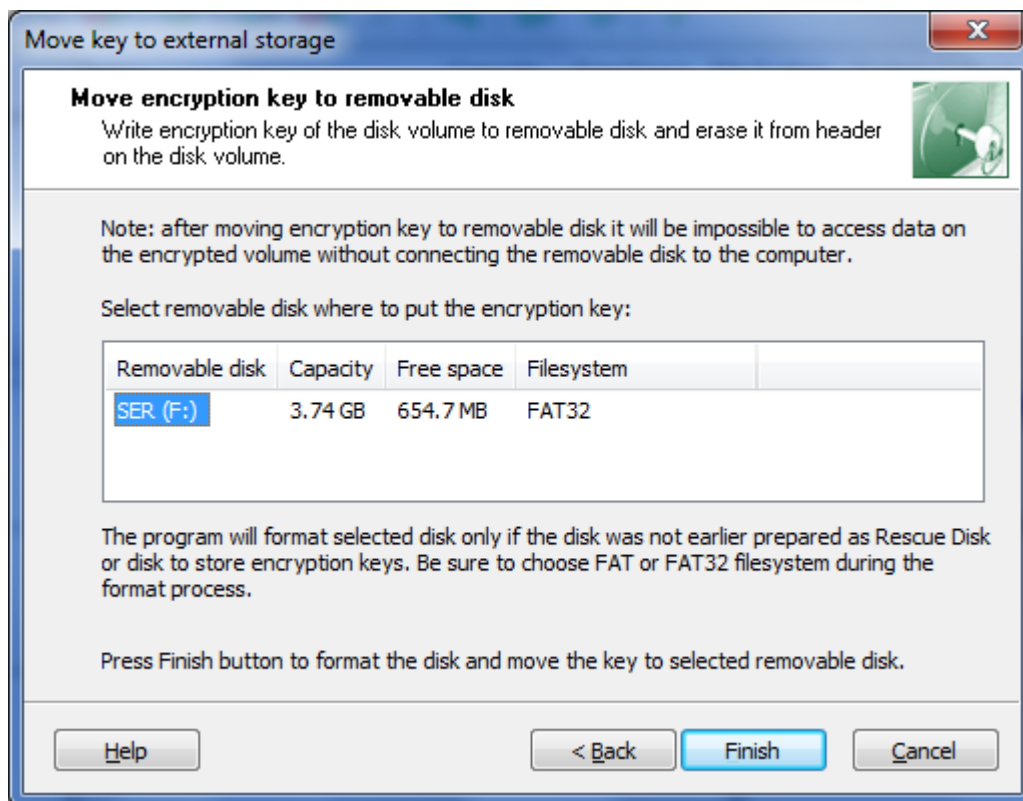 Move key to external storage
Move encryption key to removable disk
Write encryption key of the disk volume to removable disk and erase it from header
on the disk volume.
Note: after moving encryption key to removable disk it will be impossible to access data on
the encrypted volume without connecting the removable disk to the computer.
Select removable disk where to put the encryption key:
Removable disk Capacity Free space Filesystem
SER (F:) 3.74 GB 654.7 MB FAT32
The program will format selected disk only if the disk was not earlier prepared as Rescue Disk
or disk to store encryption keys. Be sure to choose FAT or FAT32 filesystem during the
format process.
Press Finish button to format the disk and move the key to selected removable disk.
Help < Back Finish Cancel